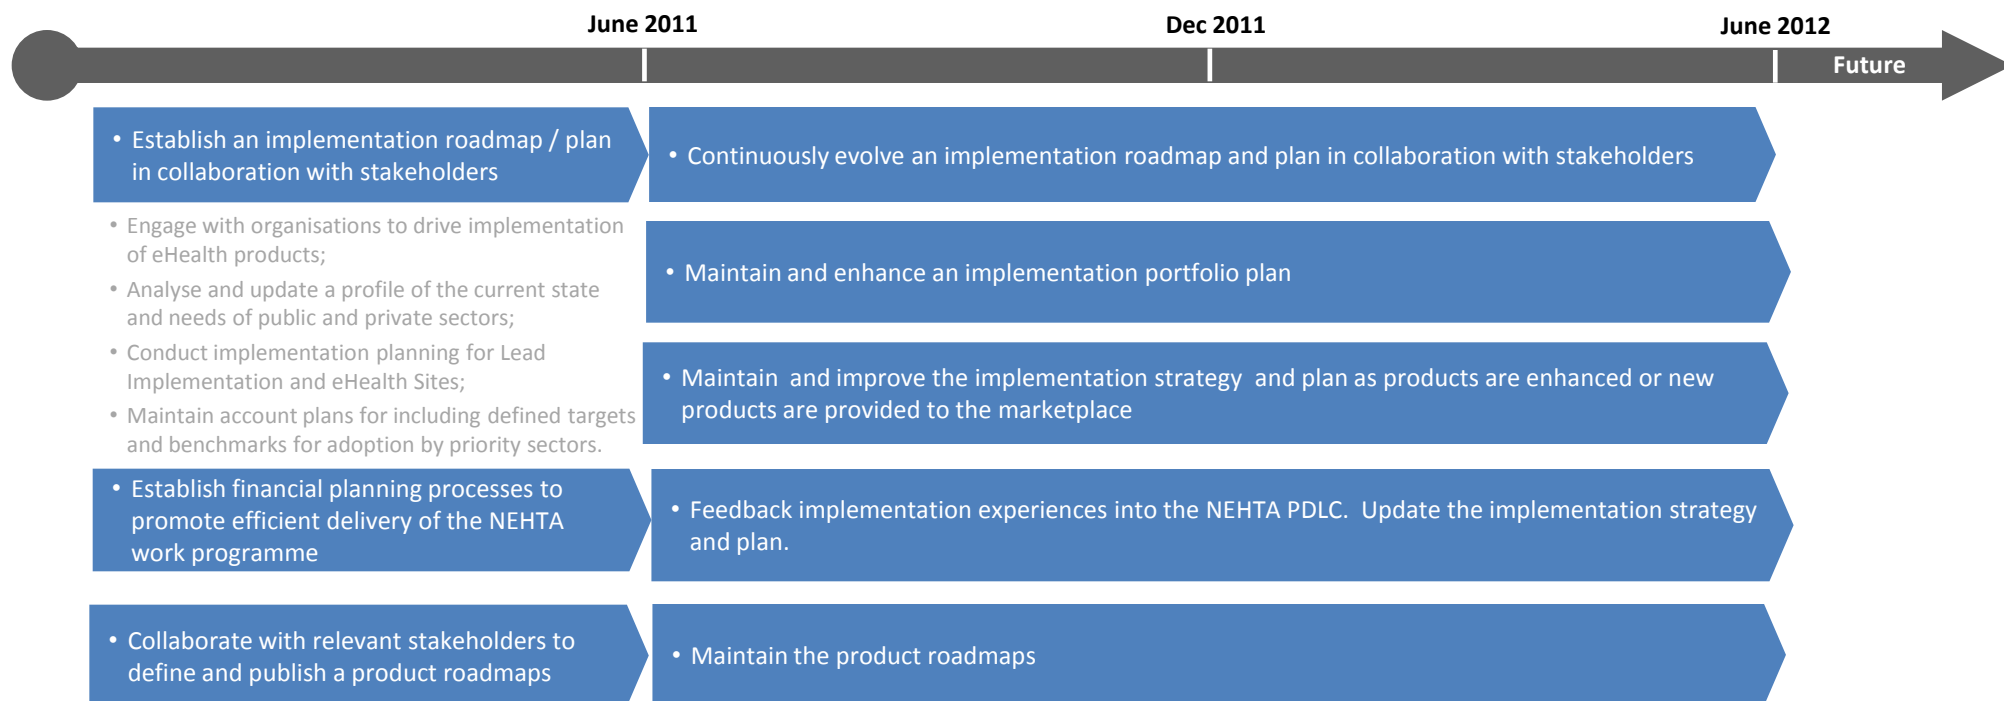 June 2011
Dec 2011
June 2012
Future
• Establish an implementation roadmap / plan
in collaboration with stakeholders
• Continuously evolve an implementation roadmap and plan in collaboration with stakeholders
• Engage with organisations to drive implementation
of eHealth products;
• Analyse and update a profile of the current state
and needs of public and private sectors;
• Conduct implementation planning for Lead
Implementation and eHealth Sites;
• Maintain account plans for including defined targets
and benchmarks for adoption by priority sectors.
• Maintain and enhance an implementation portfolio plan
• Maintain  and improve the implementation strategy  and plan as products are enhanced or new
products are provided to the marketplace
• Establish financial planning processes to
promote efficient delivery of the NEHTA
work programme
• Feedback implementation experiences into the NEHTA PDLC.  Update the implementation strategy
and plan.
• Collaborate with relevant stakeholders to
define and publish a product roadmaps
• Maintain the product roadmaps